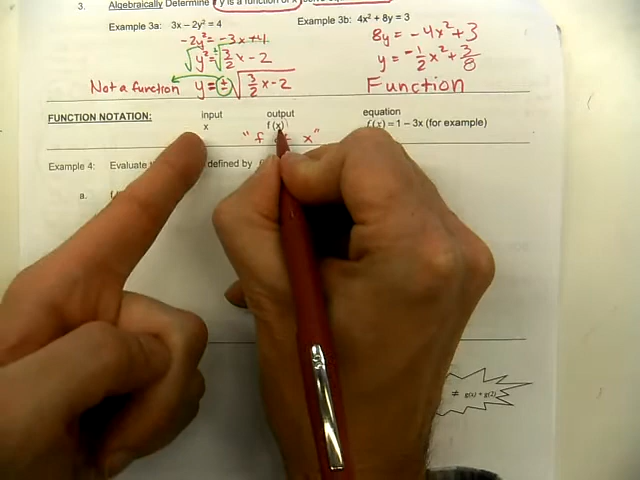 3. Algebraically Determine if y is a function of x
Example 3a: 3x − 2y² = 4
Example 3b: 4x² + 8y = 3
-2y² = -3x+4
8y = -4x²+3
√y² = ±√3/2 x - 2
y = -1/2 x² + 3/8
Not a function y = ± √3/2 x - 2
Function
FUNCTION NOTATION: input output equation
x f(x) f(x) = 1 − 3x (for example)
"f of x"
Example 4: Evaluate defined by
a.
≠ g(x) + g(2)